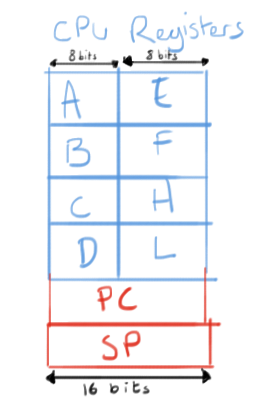 CPU Registers
8 bits 8 bits
A E
B F
C H
D L
PC
SP
16 bits